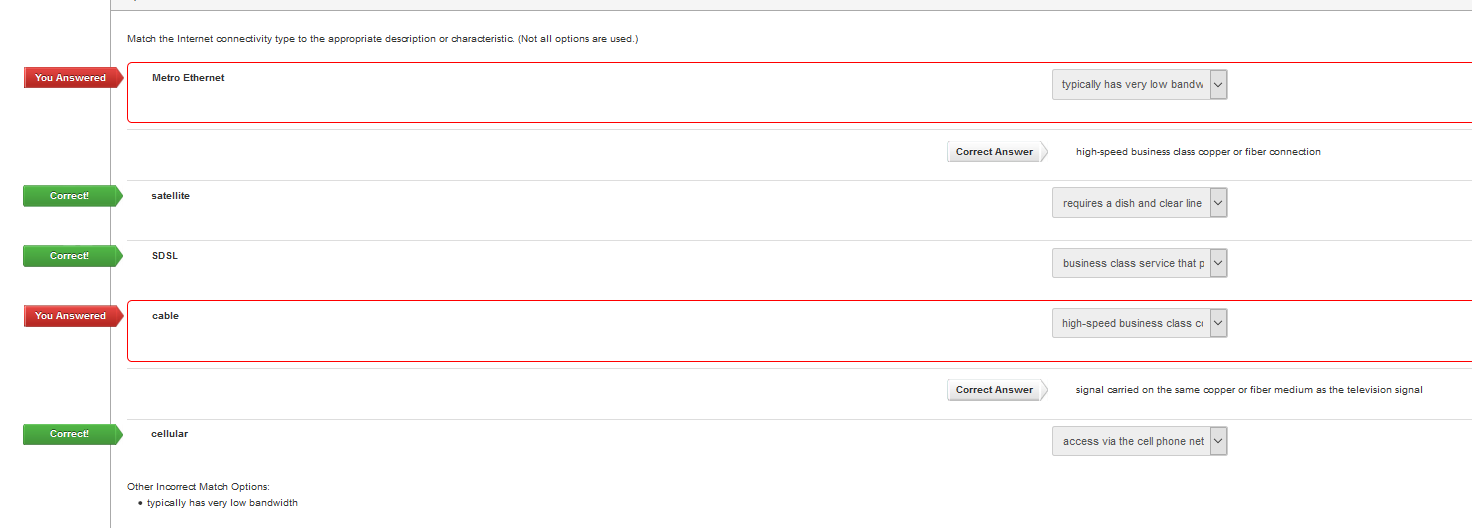 Match the Internet connectivity type to the appropriate description or characteristic. (Not all options are used.)
You Answered
Metro Ethernet
typically has very low bandw
Correct Answer
high-speed business class copper or fiber connection
Correct!
satellite
requires a dish and clear line
Correct!
SDSL
business class service that p
You Answered
cable
high-speed business class c
Correct Answer
signal carried on the same copper or fiber medium as the television signal
Correct!
cellular
access via the cell phone net
Other Incorrect Match Options:
• typically has very low bandwidth